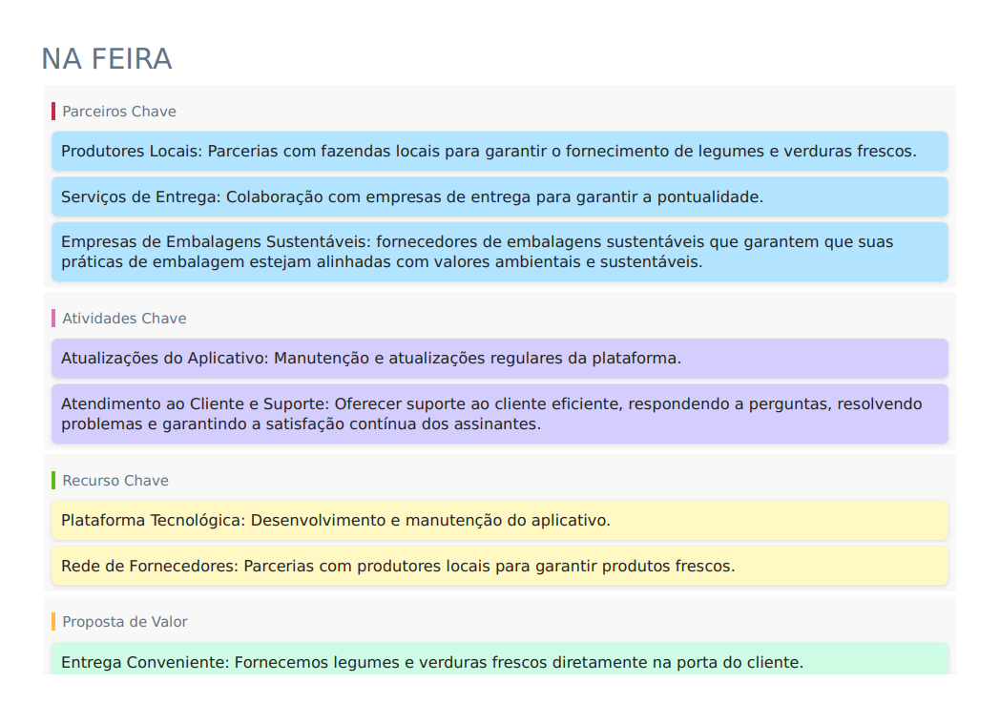 NA FEIRA
Parceiros Chave
Produtores Locais: Parcerias com fazendas locais para garantir o fornecimento de legumes e verduras frescos.
Serviços de Entrega: Colaboração com empresas de entrega para garantir a pontualidade.
Empresas de Embalagens Sustentáveis: fornecedores de embalagens sustentáveis que garantem que suas
práticas de embalagem estejam alinhadas com valores ambientais e sustentáveis.
Atividades Chave
Atualizações do Aplicativo: Manutenção e atualizações regulares da plataforma.
Atendimento ao Cliente e Suporte: Oferecer suporte ao cliente eficiente, respondendo a perguntas, resolvendo
problemas e garantindo a satisfação contínua dos assinantes.
Recurso Chave
Plataforma Tecnológica: Desenvolvimento e manutenção do aplicativo.
Rede de Fornecedores: Parcerias com produtores locais para garantir produtos frescos.
Proposta de Valor
Entrega Conveniente: Fornecemos legumes e verduras frescos diretamente na porta do cliente.